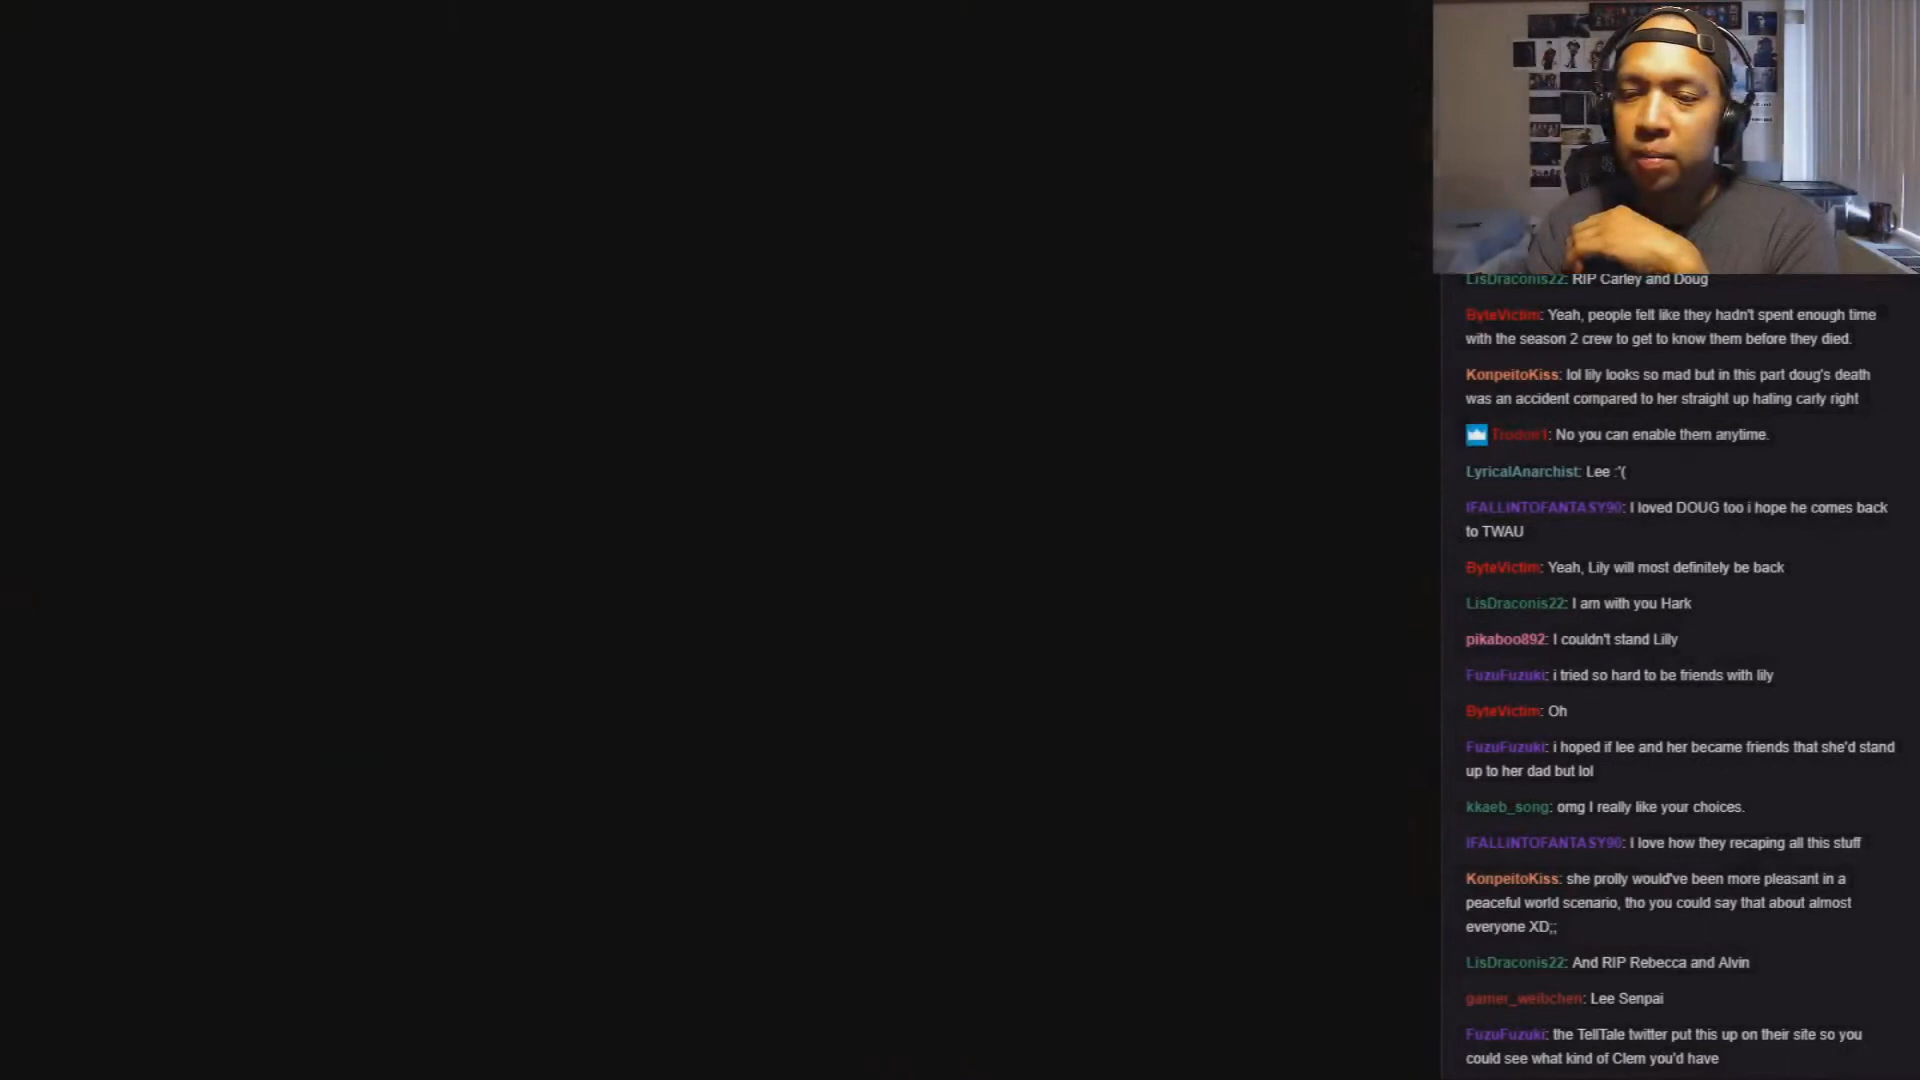 LisDraconis22: RIP Carley and Doug
ByteVictim: Yeah, people felt like they hadn't spent enough time
with the season 2 crew to get to know them before they died.
KonpeitoKiss: lol lily looks so mad but in this part doug's death
was an accident compared to her straight up hating carly right
Trodon1: No you can enable them anytime.
LyricalAnarchist: Lee :'(
IFALLINTOFANTASY90: I loved DOUG too i hope he comes back
to TWAU
ByteVictim: Yeah, Lily will most definitely be back
LisDraconis22: I am with you Hark
pikaboo892: I couldn't stand Lilly
FuzuFuzuki: i tried so hard to be friends with lily
ByteVictim: Oh
FuzuFuzuki: i hoped if lee and her became friends that she'd stand
up to her dad but lol
kkaeb_song: omg I really like your choices.
IFALLINTOFANTASY90: I love how they recaping all this stuff
KonpeitoKiss: she prolly would've been more pleasant in a
peaceful world scenario, tho you could say that about almost
everyone XD;;
LisDraconis22: And RIP Rebecca and Alvin
gamer_weibchen: Lee Senpai
FuzuFuzuki: the TellTale twitter put this up on their site so you
could see what kind of Clem you'd have